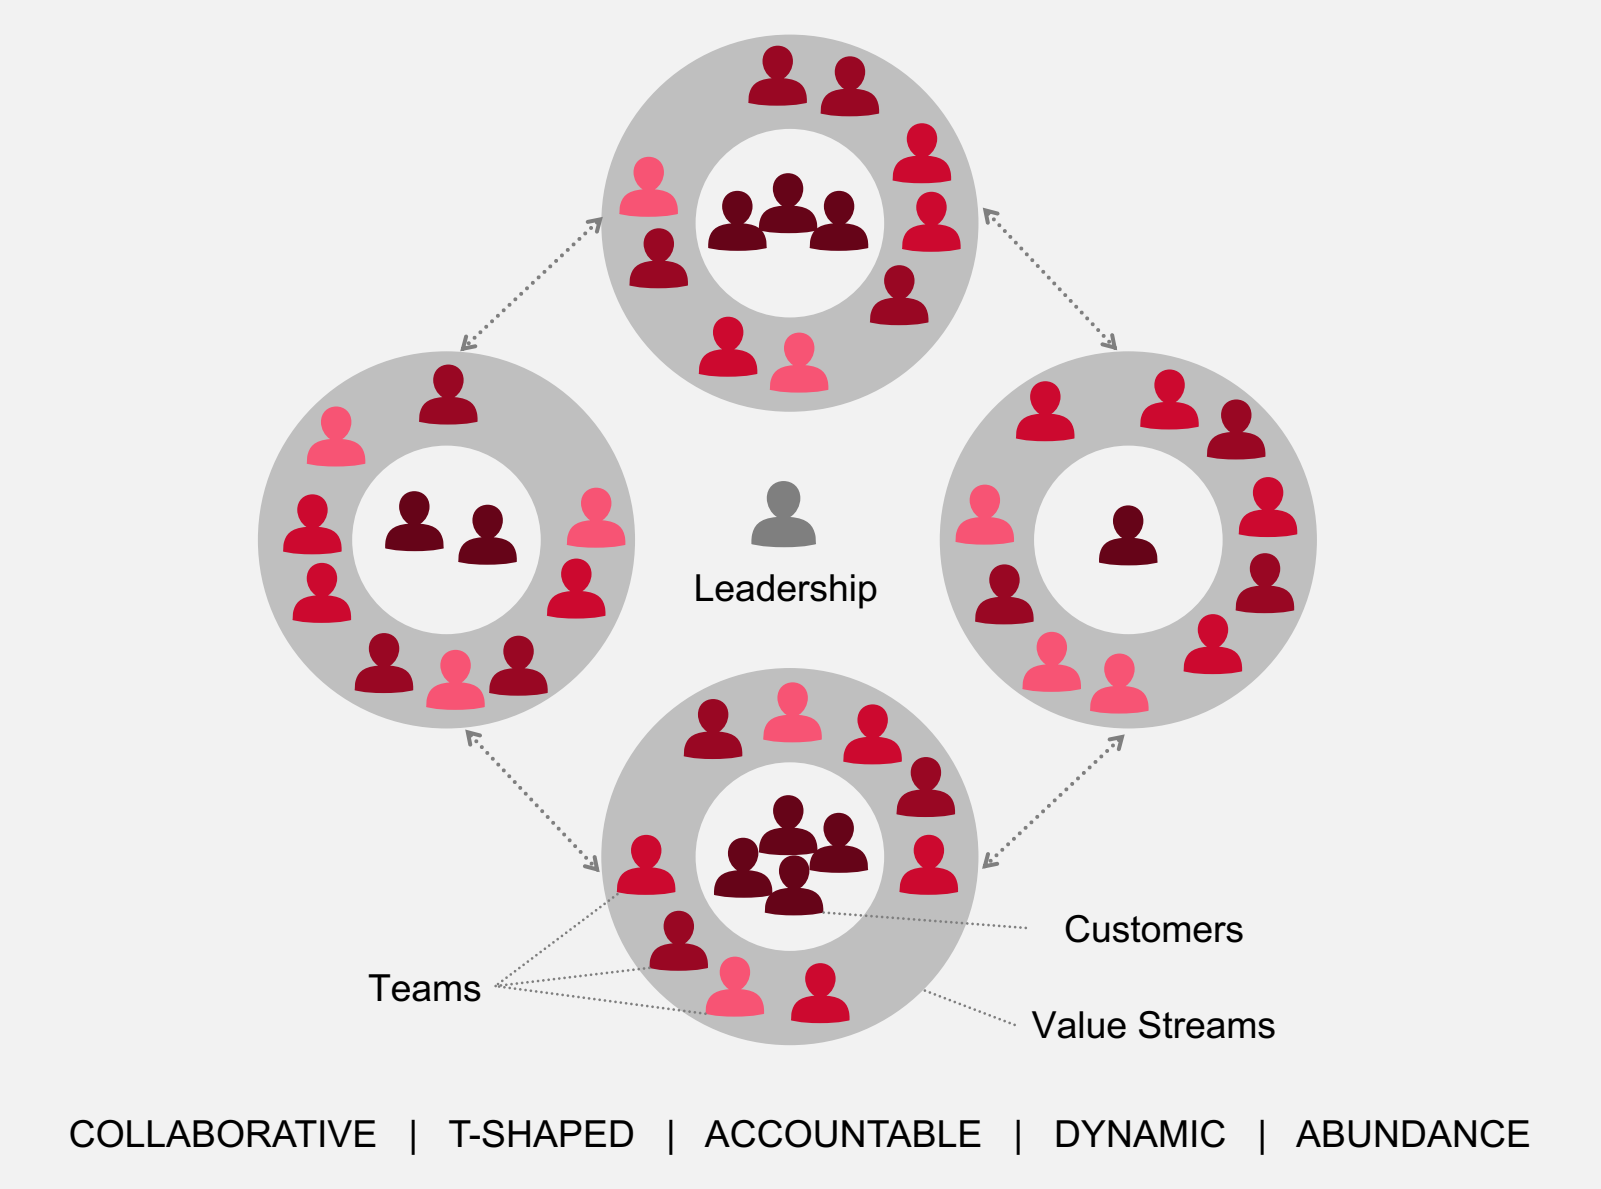 Leadership
Customers
Teams
Value Streams
COLLABORATIVE | T-SHAPED | ACCOUNTABLE | DYNAMIC | ABUNDANCE